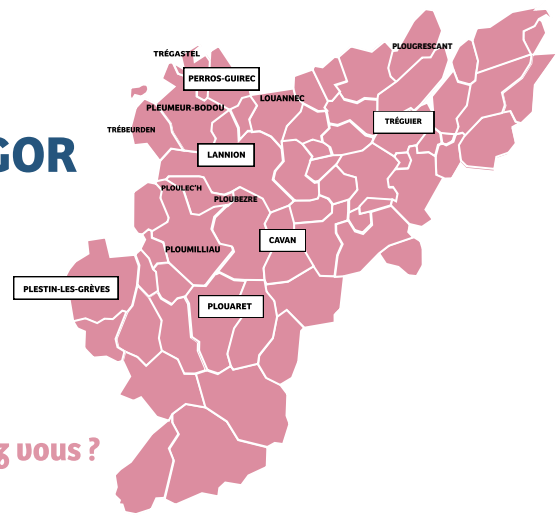 PLOUGRESCANT
TRÉGASTEL
PERROS-GUIREC
LOUANNEC
PLEUMEUR-BODOU
TRÉGUIER
TRÉBEURDEN
GOR
LANNION
PLOULEC'H
PLOUBEZRE
CAVAN
PLOUMILLIAU
PLESTIN-LES-GRÈVES
PLOUARET
z vous ?